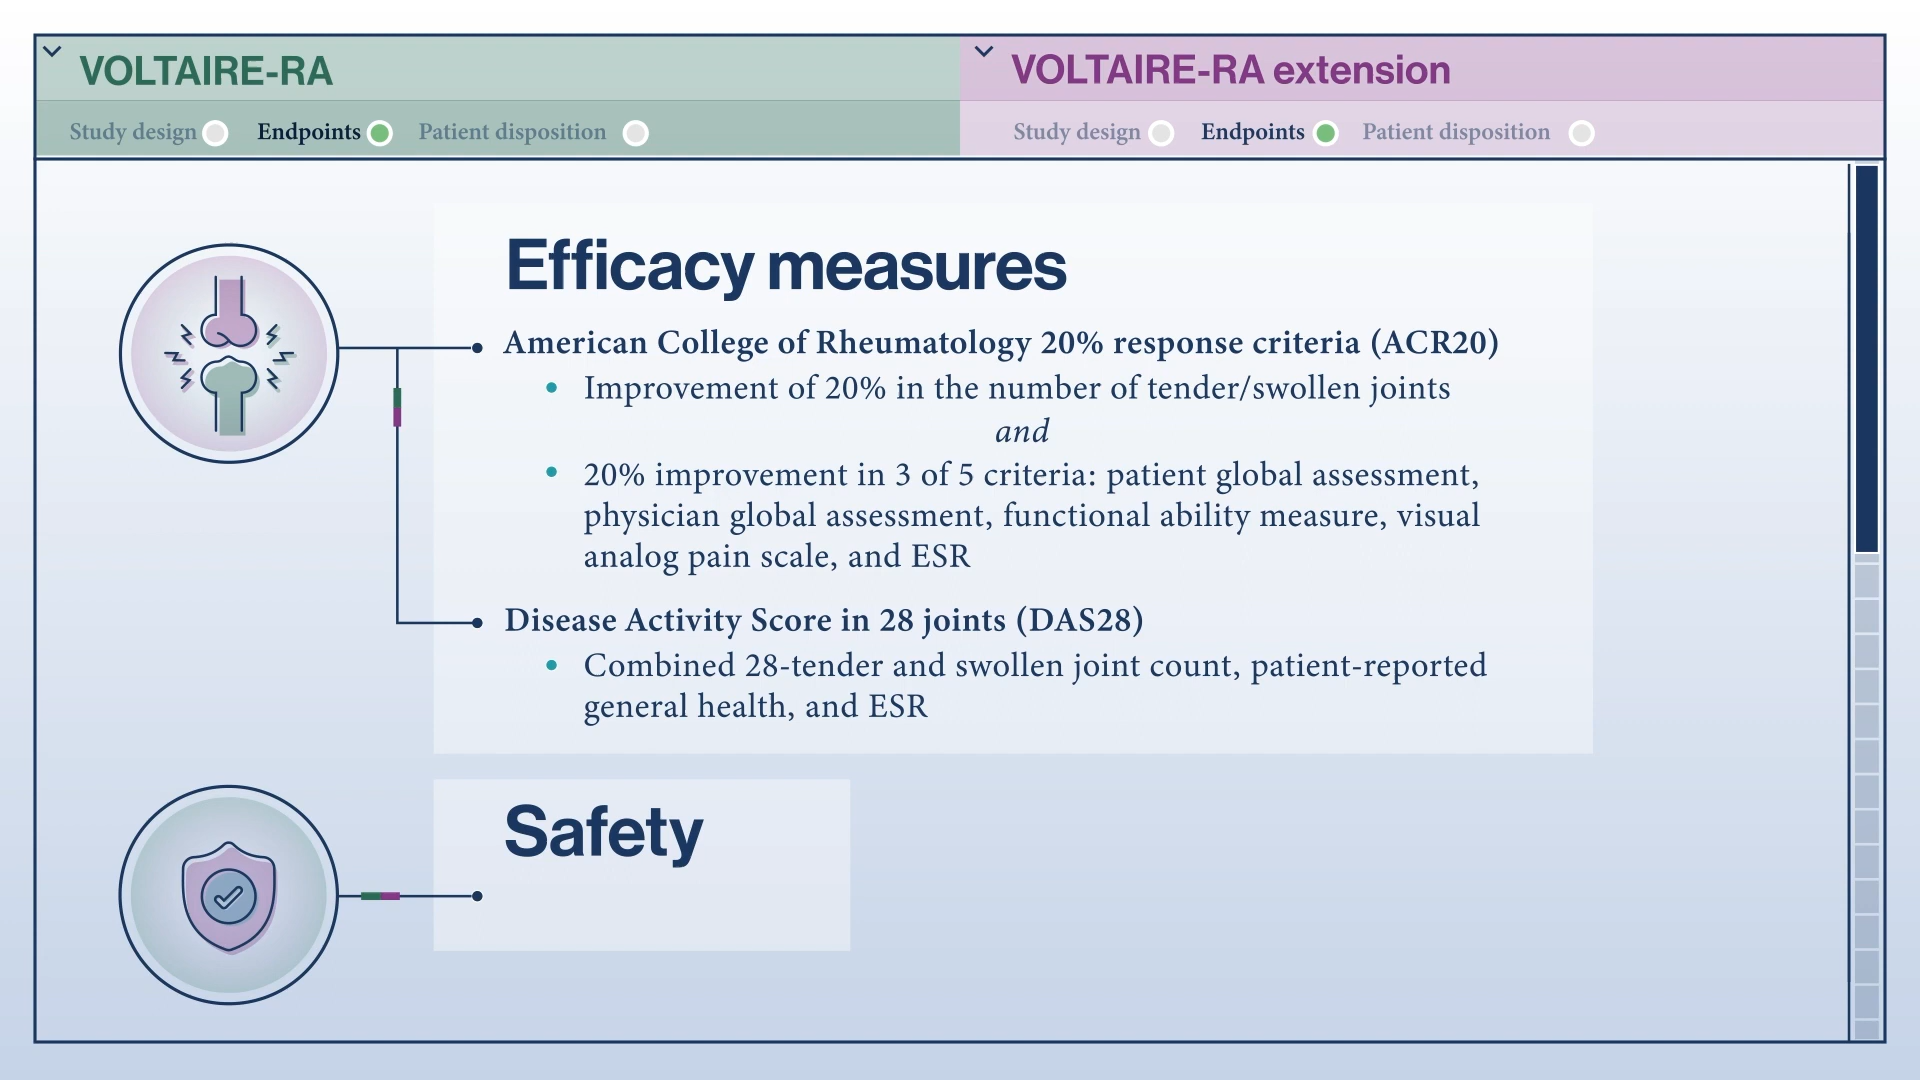 VOLTAIRE-RA
VOLTAIRE-RA extension
Study design
Endpoints
Patient disposition
Study design
Endpoints
Patient disposition
Efficacy measures
American College of Rheumatology 20% response criteria (ACR20)
• Improvement of 20% in the number of tender/swollen joints
and
• 20% improvement in 3 of 5 criteria: patient global assessment,
physician global assessment, functional ability measure, visual
analog pain scale, and ESR
Disease Activity Score in 28 joints (DAS28)
• Combined 28-tender and swollen joint count, patient-reported
general health, and ESR
Safety